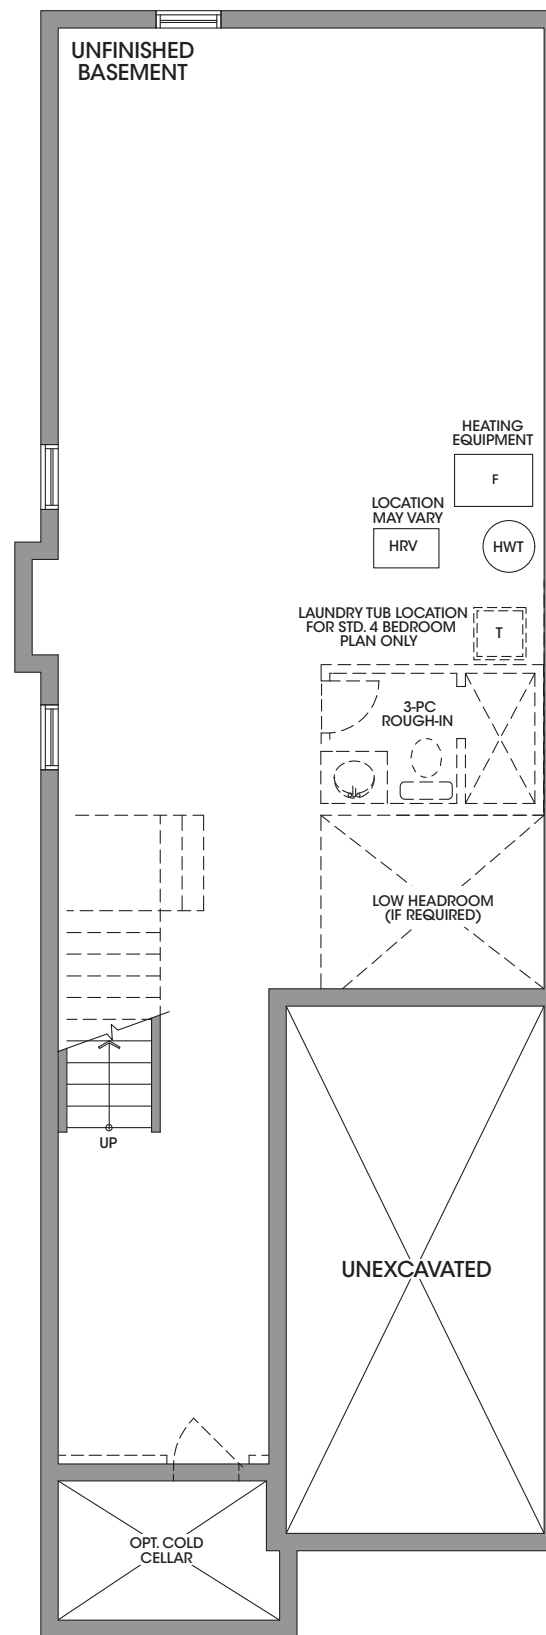 UNFINISHED
BASEMENT
HEATING
EQUIPMENT
F
LOCATION
MAY VARY
HRV
HWT
LAUNDRY TUB LOCATION
FOR STD. 4 BEDROOM
PLAN ONLY
T
3-PC
ROUGH-IN
LOW HEADROOM
(IF REQUIRED)
UP
UNEXCAVATED
OPT. COLD
CELLAR